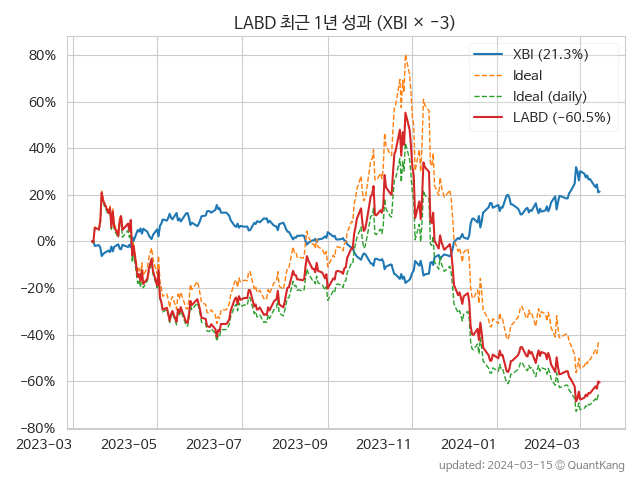 LABD 최근 1년 성과 (XBI × −3)
XBI (21.3%)
Ideal
Ideal (daily)
LABD (−60.5%)
80%
60%
40%
20%
0%
−20%
−40%
−60%
−80%
2023-03 2023-05 2023-07 2023-09 2023-11 2024-01 2024-03
updated: 2024-03-15 ⓒ QuantKang